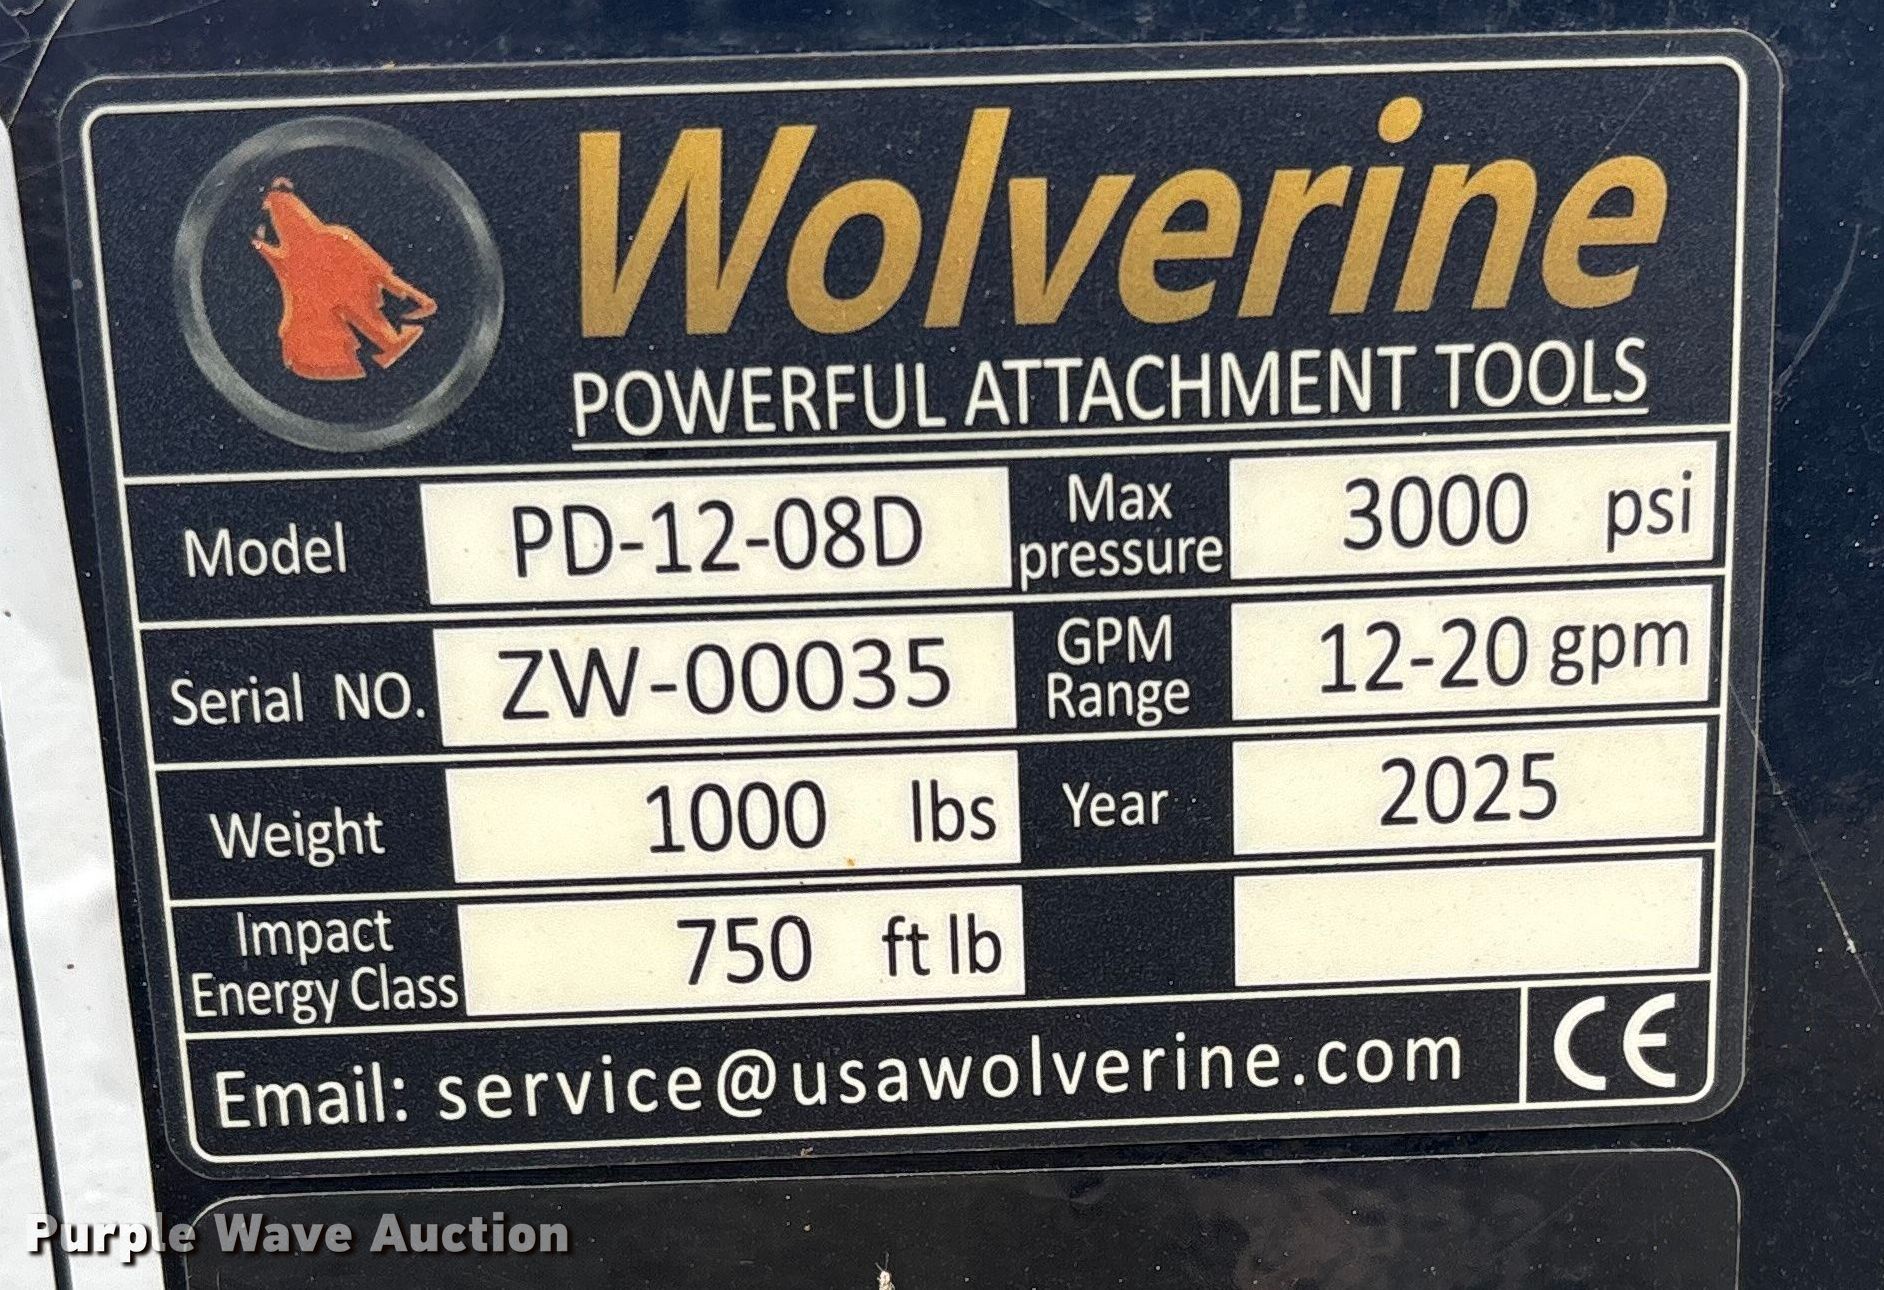 Wolverine
POWERFUL ATTACHMENT TOOLS
Model PD-12-08D Max pressure 3000 psi
Serial NO. ZW-00035 GPM Range 12-20 gpm
Weight 1000 lbs Year 2025
Impact Energy Class 750 ft lb
Email: service@usawolverine.com CE
Purple Wave Auction